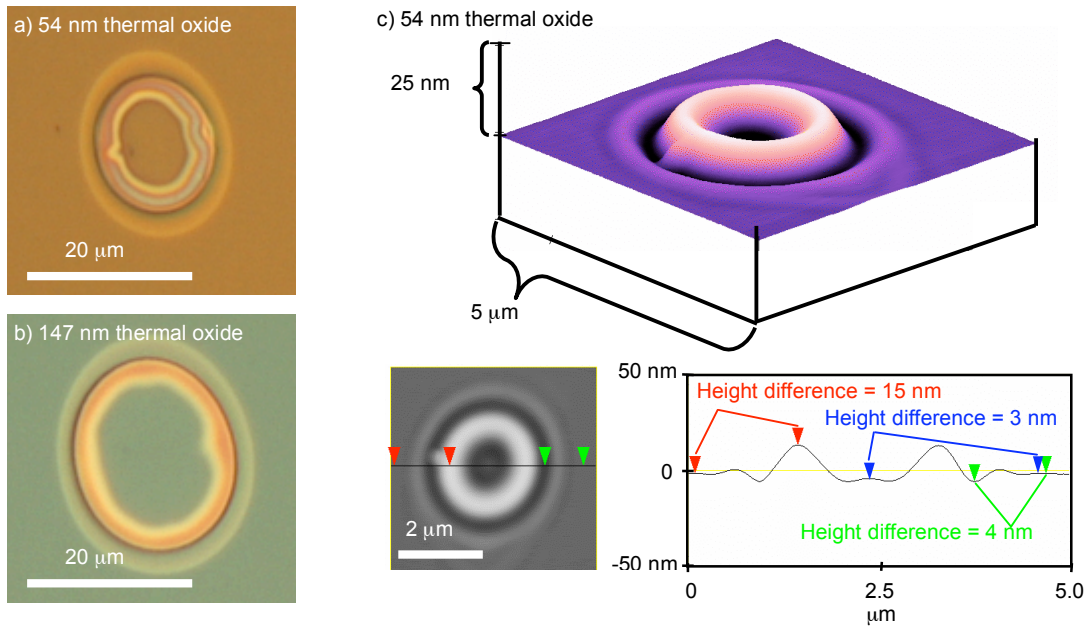 a) 54 nm thermal oxide
20 μm
b) 147 nm thermal oxide
20 μm
c) 54 nm thermal oxide
25 nm
5 μm
2 μm
50 nm
Height difference = 15 nm
Height difference = 3 nm
0
Height difference = 4 nm
-50 nm
0
2.5
5.0
μm